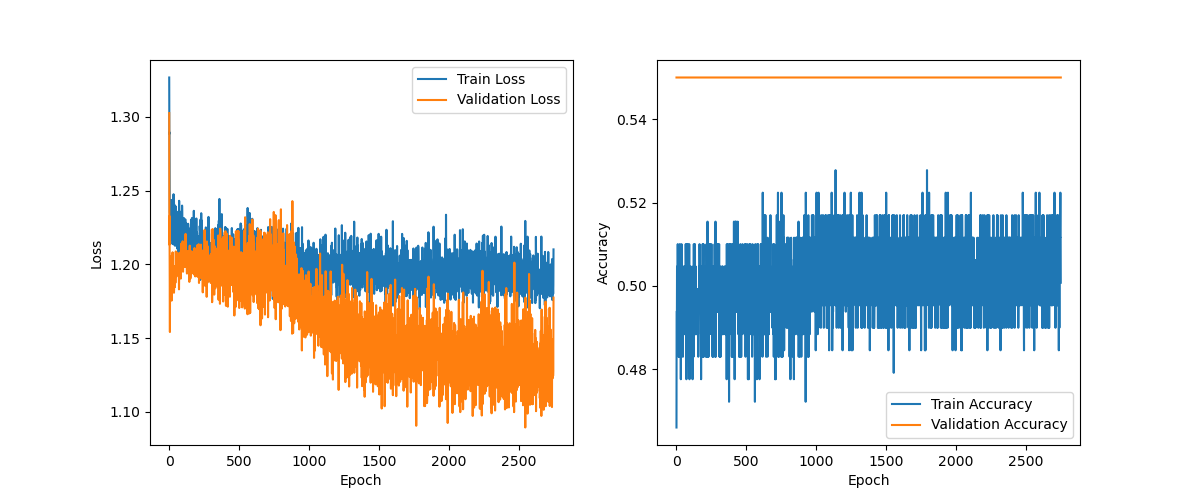 Train Loss
Validation Loss
1.30
1.25
1.20
1.15
1.10
Loss
0
500
1000
1500
2000
2500
Epoch
0.54
0.52
0.50
0.48
Accuracy
Train Accuracy
Validation Accuracy
0
500
1000
1500
2000
2500
Epoch